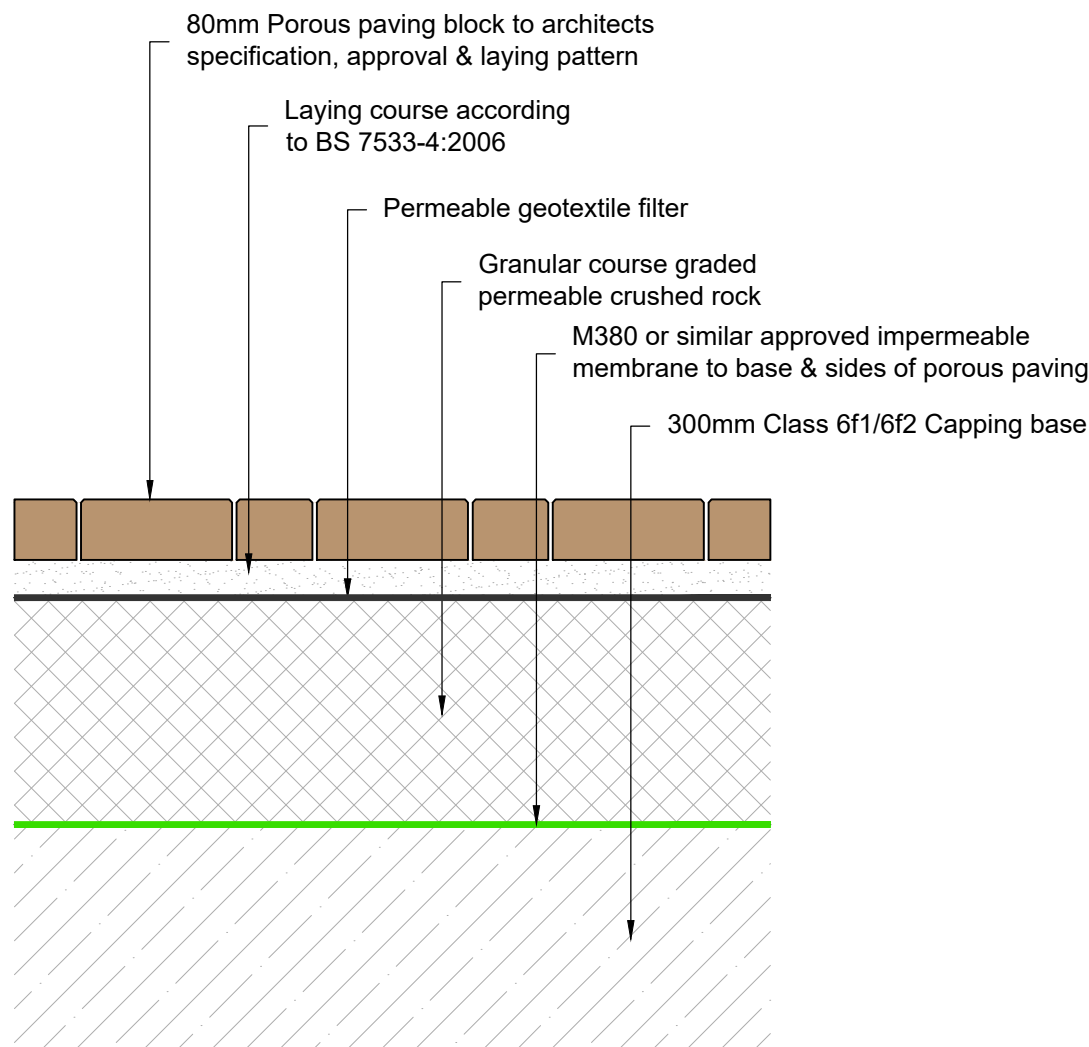 80mm Porous paving block to architects
specification, approval & laying pattern
Laying course according
to BS 7533-4:2006
Permeable geotextile filter
Granular course graded
permeable crushed rock
M380 or similar approved impermeable
membrane to base & sides of porous paving
300mm Class 6f1/6f2 Capping base